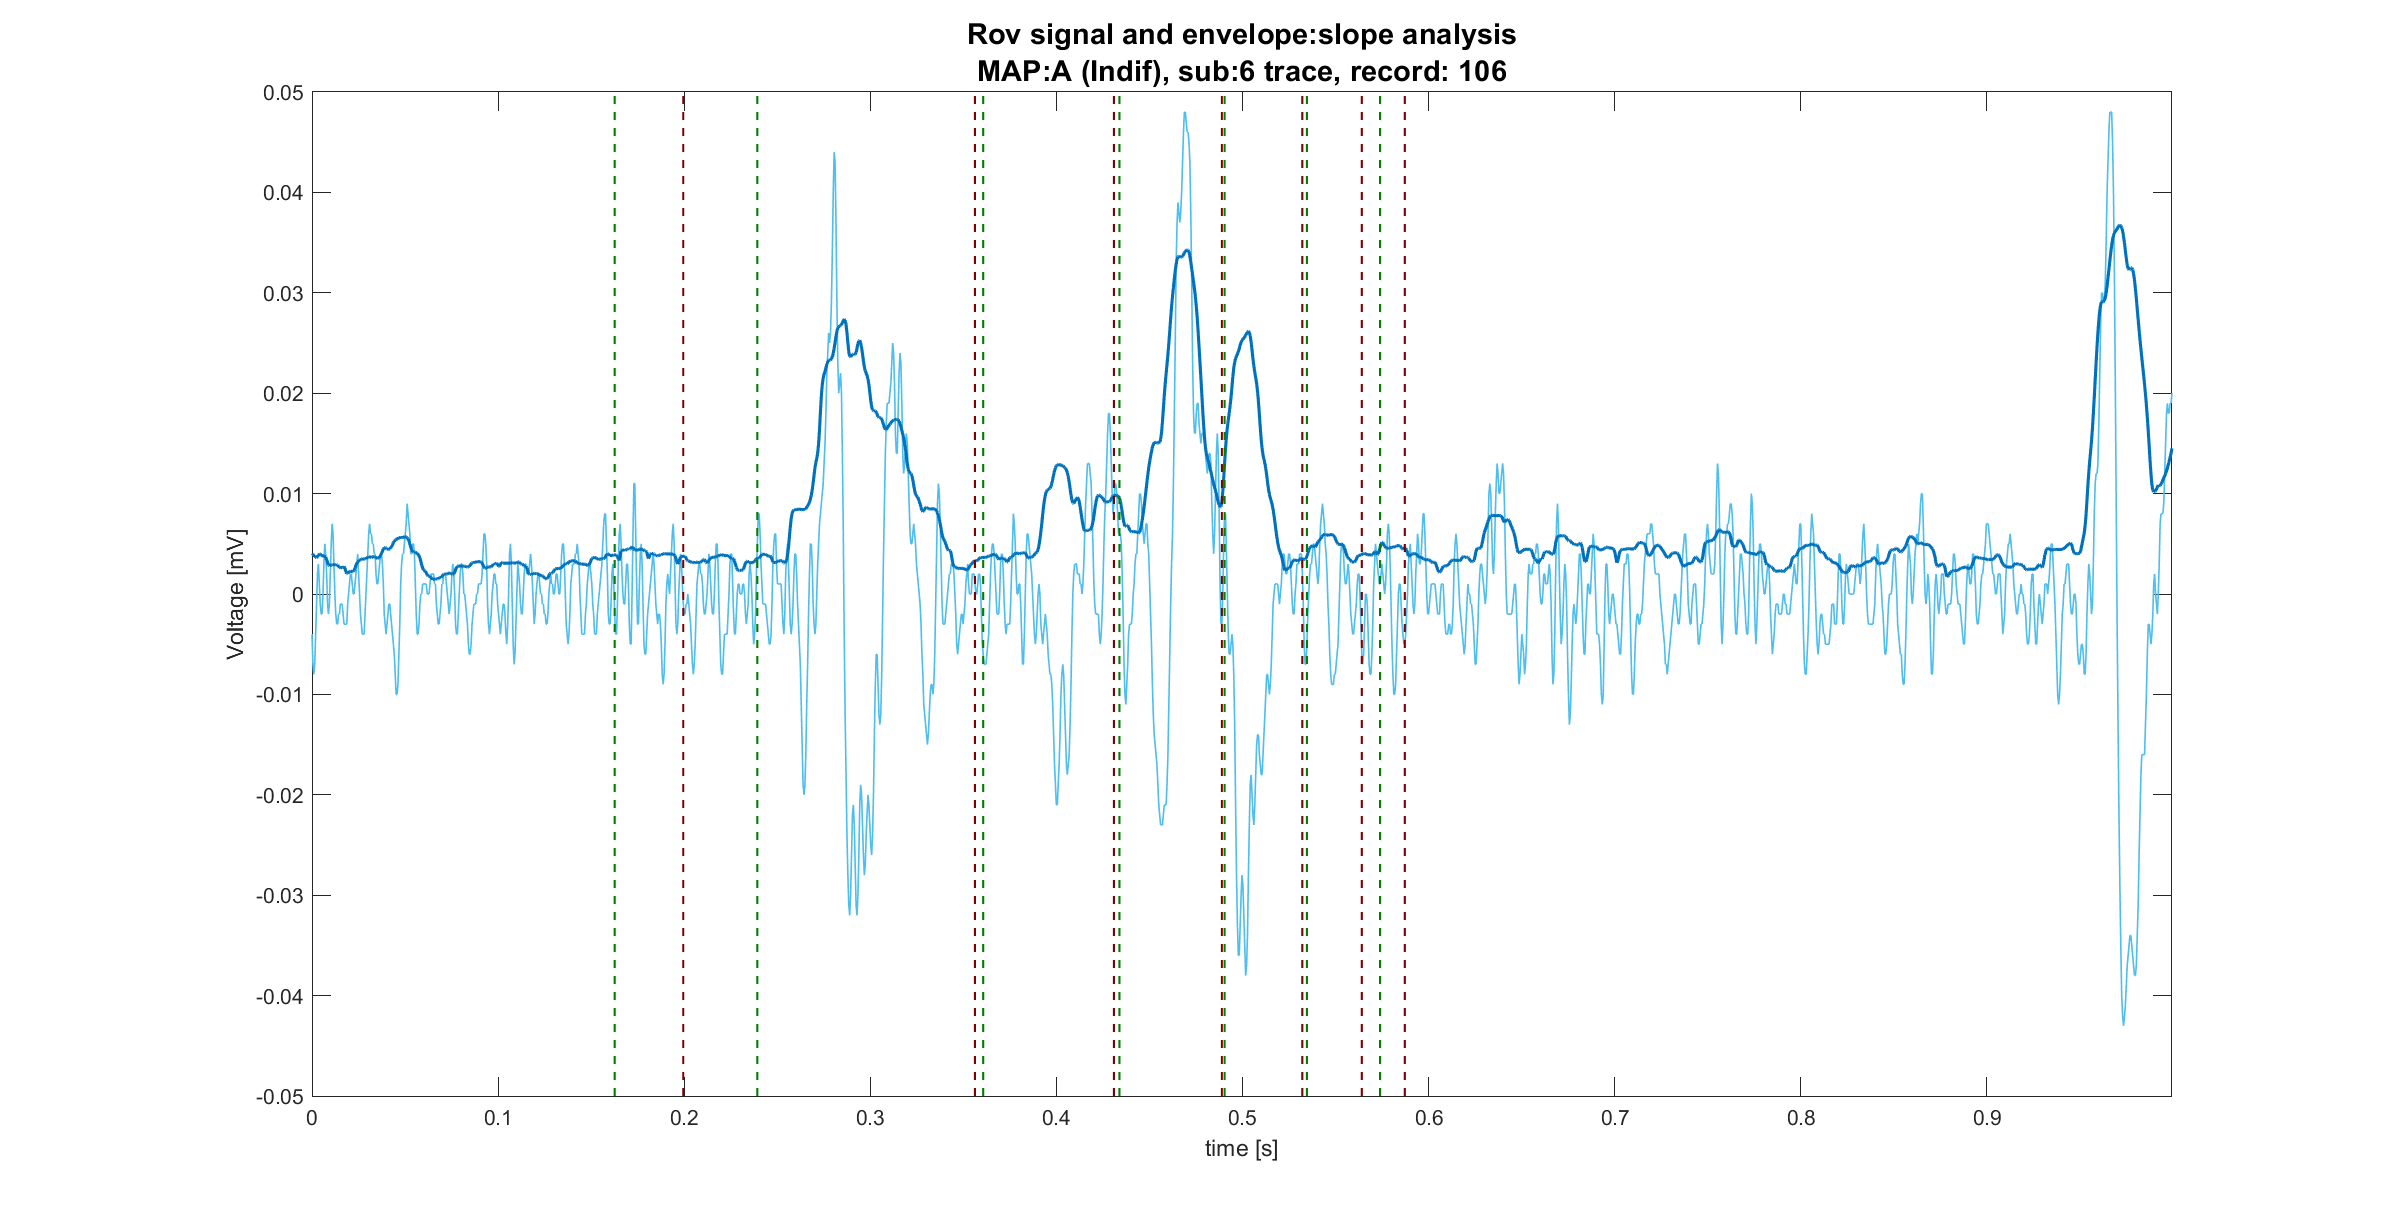 Rov signal and envelope:slope analysis
MAP:A (Indif), sub:6 trace, record: 106
0.05
0.04
0.03
0.02
0.01
0
-0.01
-0.02
-0.03
-0.04
-0.05
Voltage [mV]
0 0.1 0.2 0.3 0.4 0.5 0.6 0.7 0.8 0.9
time [s]